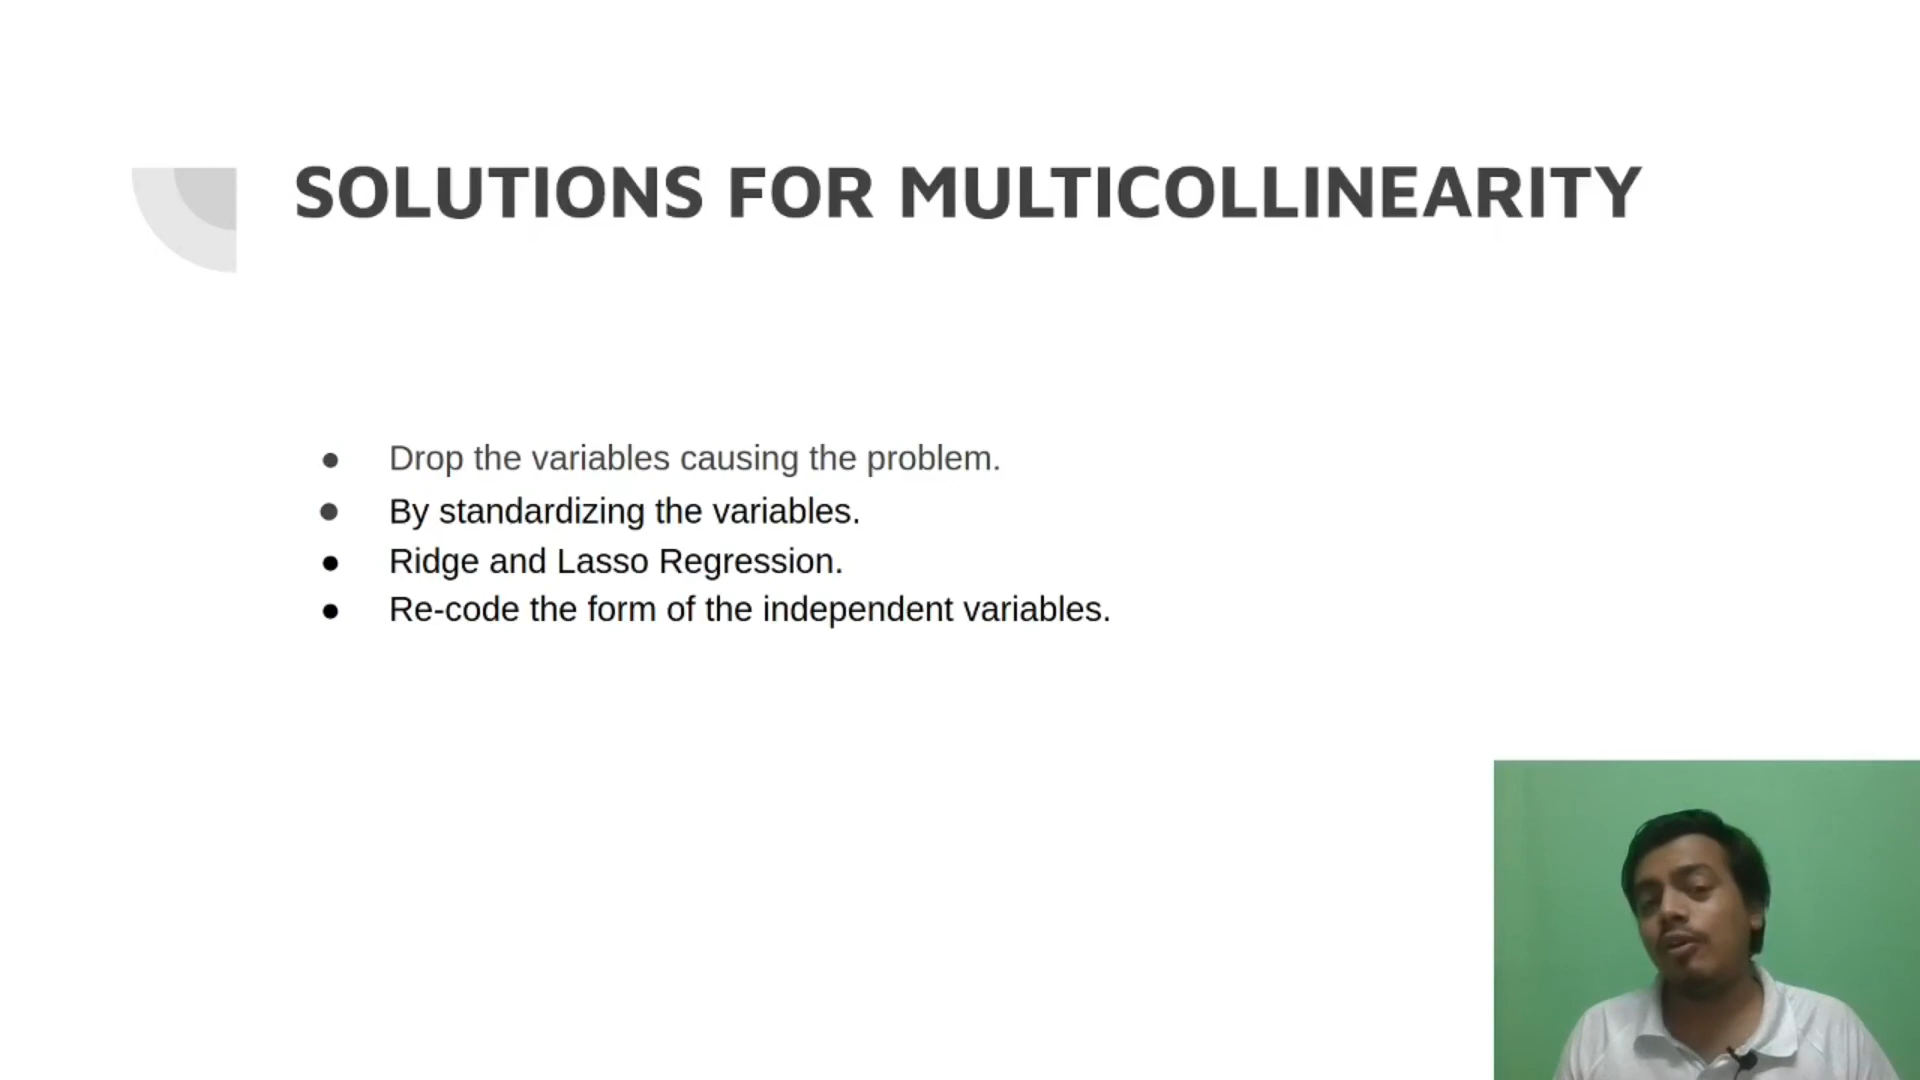 SOLUTIONS FOR MULTICOLLINEARITY
● Drop the variables causing the problem.
● By standardizing the variables.
● Ridge and Lasso Regression.
● Re-code the form of the independent variables.